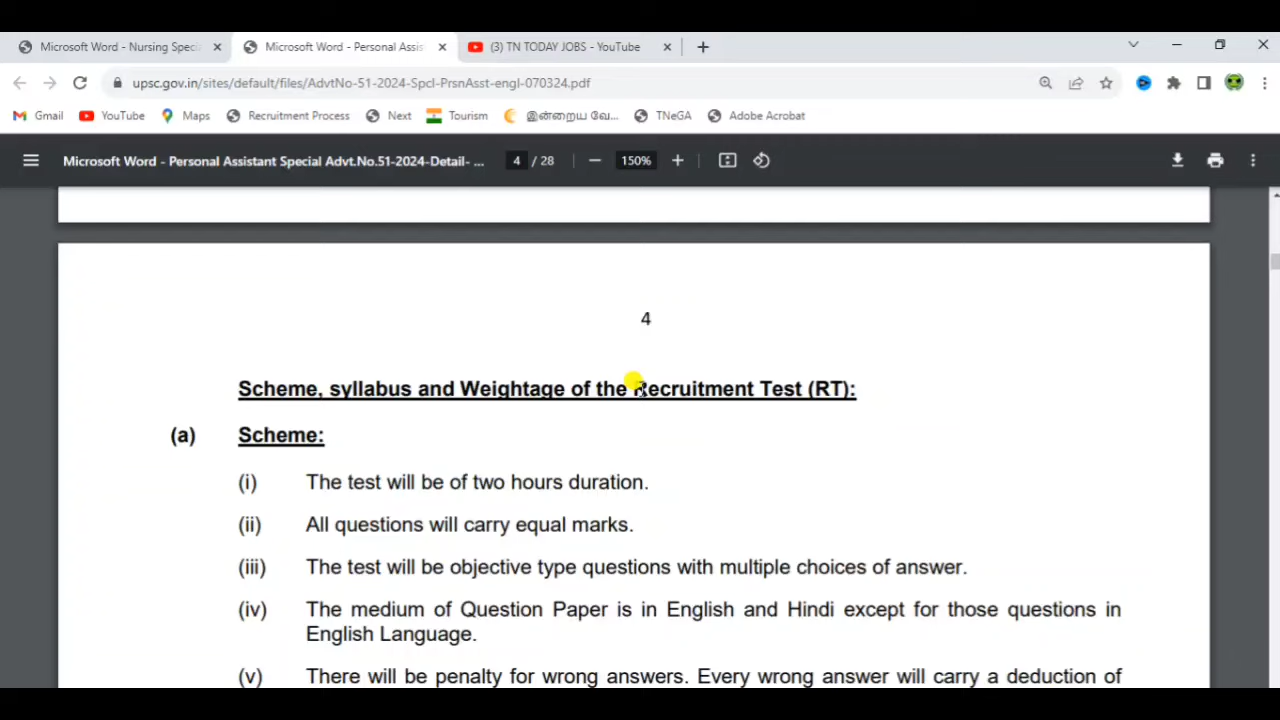 Microsoft Word - Nursing Speci
Microsoft Word - Personal Assis
(3) TN TODAY JOBS - YouTube
upsc.gov.in/sites/default/files/AdvtNo-51-2024-Spcl-PrsnAsst-engl-070324.pdf
Gmail YouTube Maps Recruitment Process Next Tourism இன்றைய வே... TNeGA Adobe Acrobat
Microsoft Word - Personal Assistant Special Advt.No.51-2024-Detail- ... 4 / 28 150%
4
Scheme, syllabus and Weightage of the Recruitment Test (RT):
(a) Scheme:
(i) The test will be of two hours duration.
(ii) All questions will carry equal marks.
(iii) The test will be objective type questions with multiple choices of answer.
(iv) The medium of Question Paper is in English and Hindi except for those questions in
English Language.
(v) There will be penalty for wrong answers. Every wrong answer will carry a deduction of